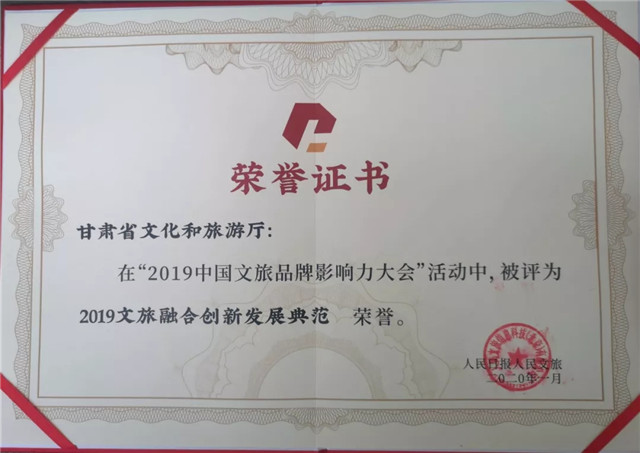 荣誉证书
甘肃省文化和旅游厅：
在“2019中国文旅品牌影响力大会”活动中，被评为
2019文旅融合创新发展典范 荣誉。
人民日报人民文旅
二〇二〇年一月